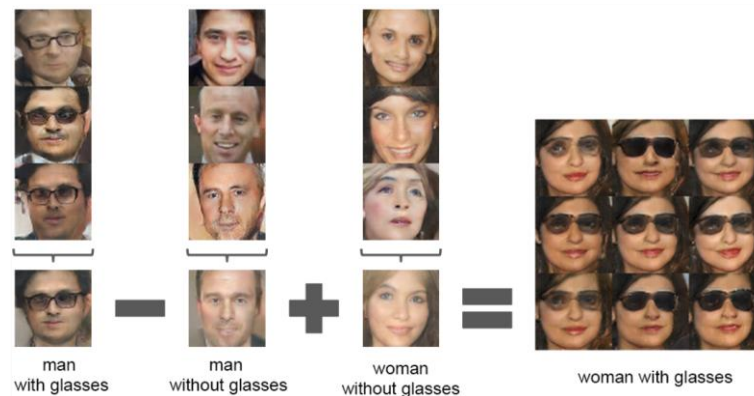 man
with glasses
man
without glasses
woman
without glasses
woman with glasses